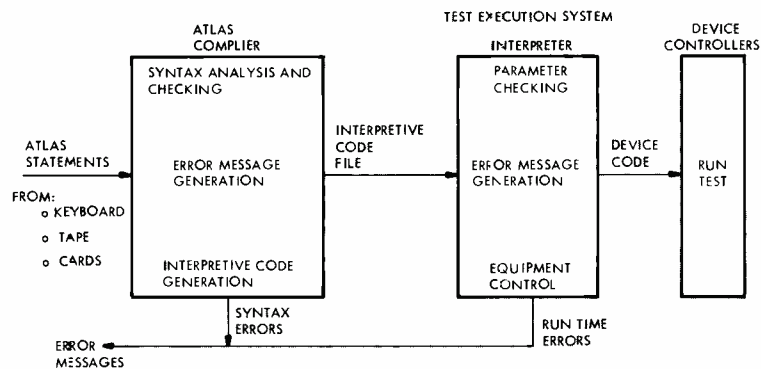 ATLAS
COMPLIER
SYNTAX ANALYSIS AND
CHECKING
ERROR MESSAGE
GENERATION
INTERPRETIVE CODE
GENERATION
ATLAS
STATEMENTS
FROM:
o KEYBOARD
o TAPE
o CARDS
INTERPRETIVE
CODE
FILE
TEST EXECUTION SYSTEM
INTERPRETER
PARAMETER
CHECKING
ERROR MESSAGE
GENERATION
EQUIPMENT
CONTROL
DEVICE
CODE
DEVICE
CONTROLLERS
RUN
TEST
SYNTAX
ERRORS
RUN TIME
ERRORS
ERROR
MESSAGES